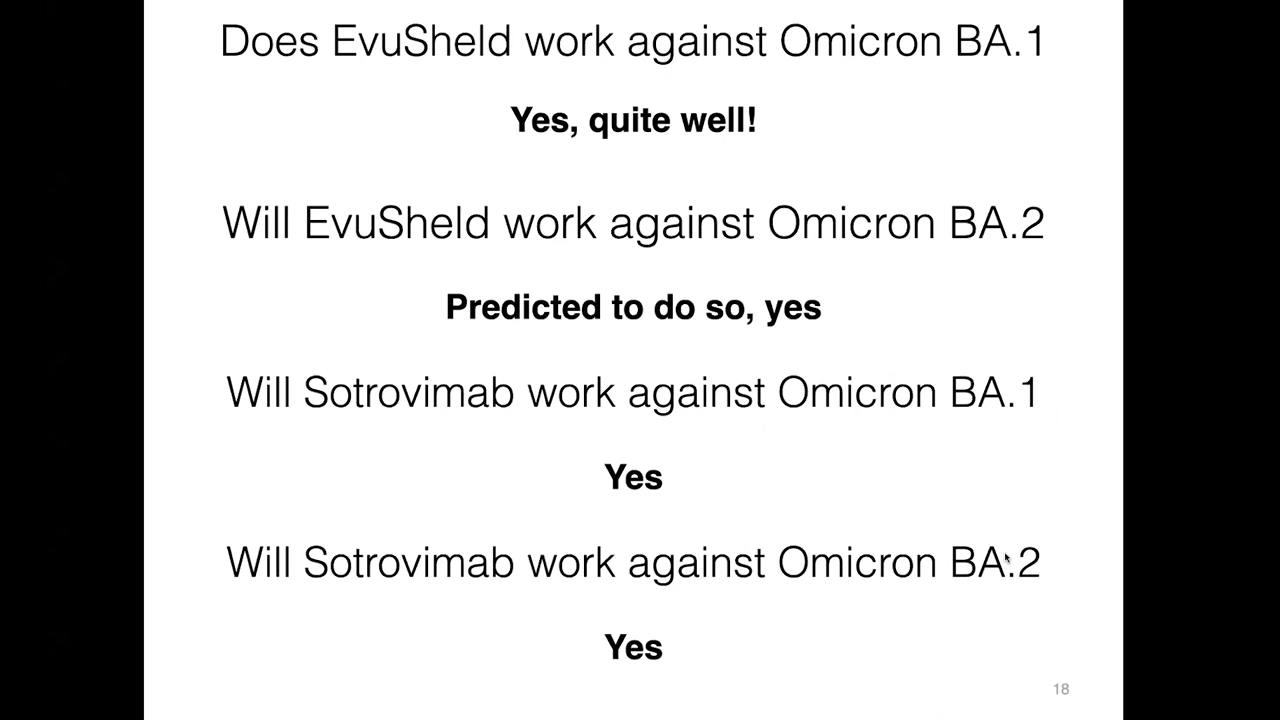 Does EvuSheld work against Omicron BA.1
Yes, quite well!
Will EvuSheld work against Omicron BA.2
Predicted to do so, yes
Will Sotrovimab work against Omicron BA.1
Yes
Will Sotrovimab work against Omicron BA.2
Yes
18